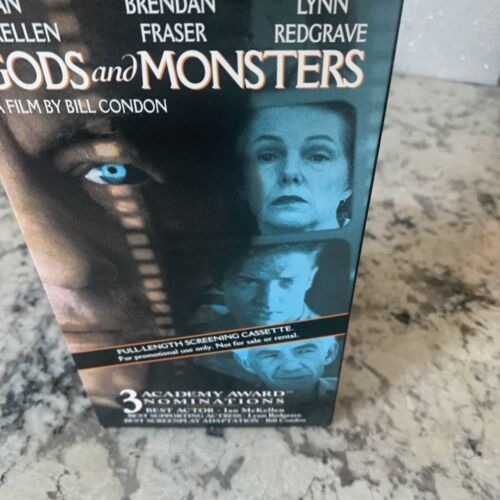 AN BRENDAN LYNN
KELLEN FRASER REDGRAVE
GODS and MONSTERS
A FILM BY BILL CONDON
FULL-LENGTH SCREENING CASSETTE.
For promotional use only. Not for sale or rental.
3 ACADEMY AWARD™
NOMINATIONS
BEST ACTOR - Ian McKellen
BEST SUPPORTING ACTRESS - Lynn Redgrave
BEST SCREENPLAY ADAPTATION - Bill Condon